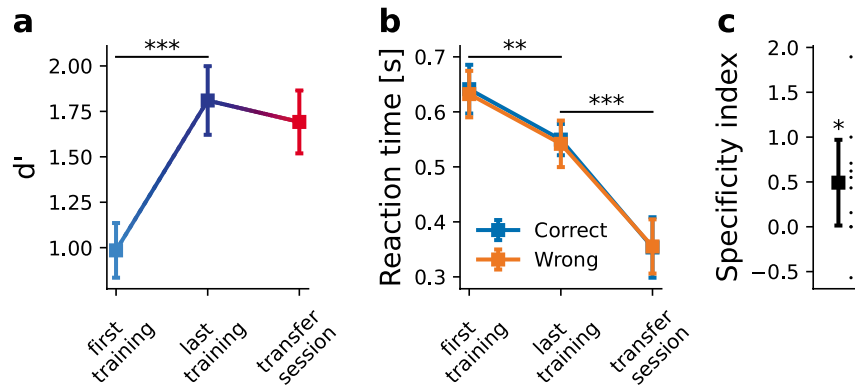 a
***
d'
2.00
1.75
1.50
1.25
1.00
first
training
last
training
transfer
session
b
**
***
Reaction time [s]
0.7
0.6
0.5
0.4
0.3
Correct
Wrong
first
training
last
training
transfer
session
c
*
Specificity index
2.0
1.5
1.0
0.5
0.0
−0.5